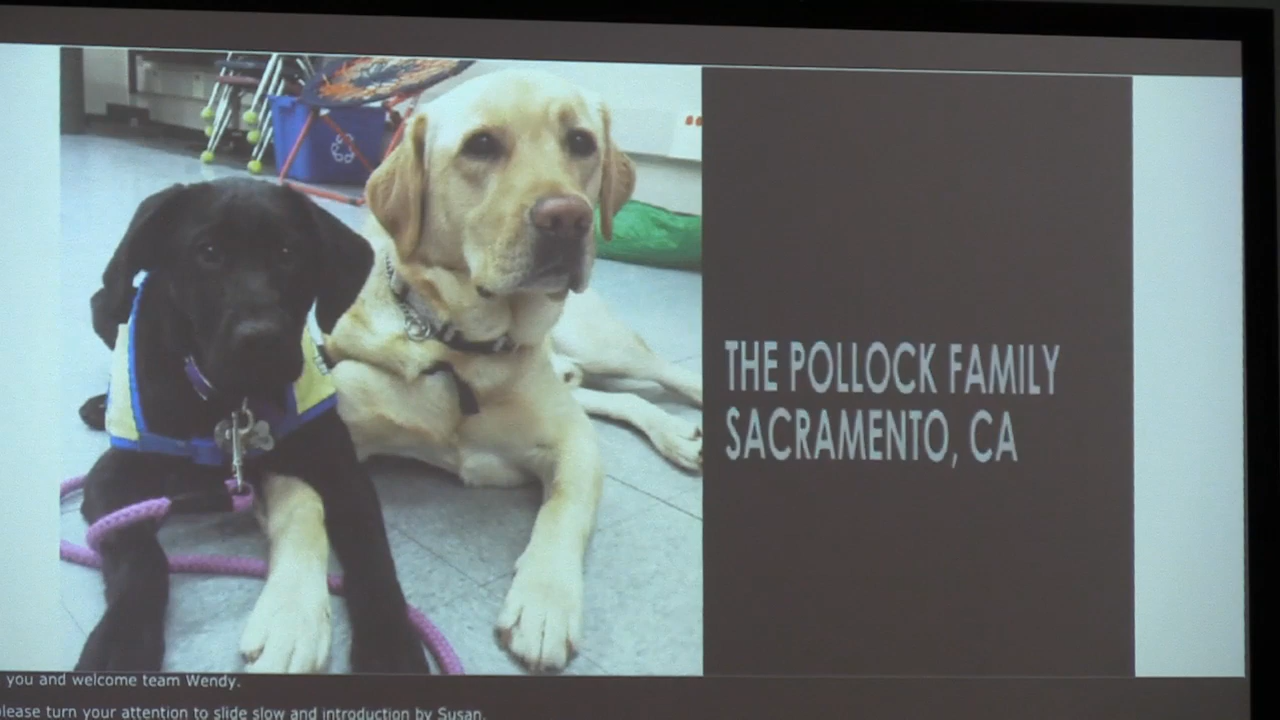 THE POLLOCK FAMILY
SACRAMENTO, CA
you and welcome team Wendy.
please turn your attention to slide slow and introduction by Susan.